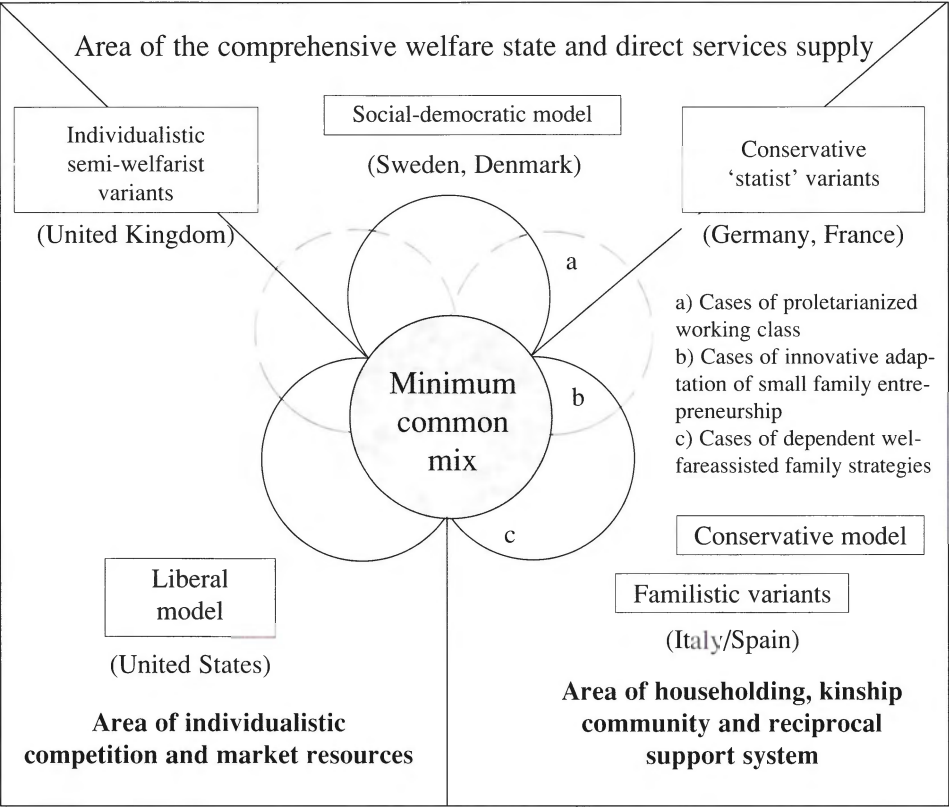 Area of the comprehensive welfare state and direct services supply
Individualistic
semi-welfarist
variants
(United Kingdom)
Social-democratic model
(Sweden, Denmark)
Conservative
‘statist’ variants
(Germany, France)
a
b
c
Minimum
common
mix
a) Cases of proletarianized
working class
b) Cases of innovative adap-
tation of small family entre-
preneurship
c) Cases of dependent wel-
fareassisted family strategies
Conservative model
Familistic variants
(Italy/Spain)
Area of householding, kinship
community and reciprocal
support system
Liberal
model
(United States)
Area of individualistic
competition and market resources